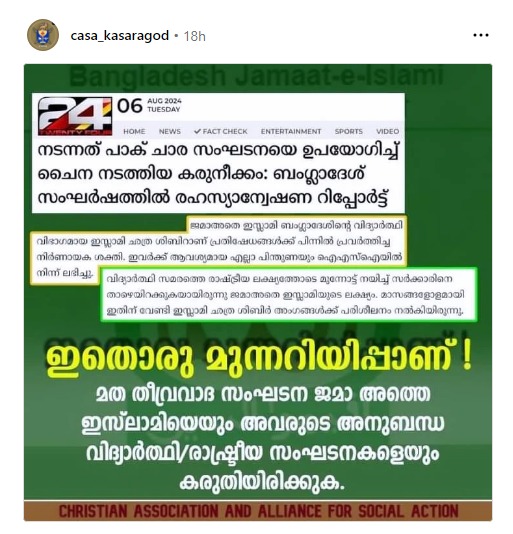 casa_kasaragod • 18h
Bangladesh Jamaat-e-Islami
24
TWENTY FOUR
06 AUG 2024
TUESDAY
HOME NEWS ✓ FACT CHECK ENTERTAINMENT SPORTS VIDEO
നടന്നത് പാക് ചാര സംഘടനയെ ഉപയോഗിച്ച്
ചൈന നടത്തിയ കരുനീക്കം: ബംഗ്ലാദേശ്
സംഘർഷത്തിൽ രഹസ്യാന്വേഷണ റിപ്പോർട്ട്
ജമാഅതെ ഇസ്ലാമി ബംഗ്ലാദേശിന്റെ വിദ്യാർത്ഥി
വിഭാഗമായ ഇസ്ലാമി ഛത്ര ശിബിറാണ് പ്രതിഷേധങ്ങൾക്ക് പിന്നിൽ പ്രവർത്തിച്ച
നിർണായക ശക്തി. ഇവർക്ക് ആവശ്യമായ എല്ലാ പിന്തുണയും ഐഎസ്ഐയിൽ
നിന്ന് ലഭിച്ചു.
വിദ്യാർത്ഥി സമരത്തെ രാഷ്ട്രീയ ലക്ഷ്യത്തോടെ മുന്നോട്ട് നയിച്ച് സർക്കാരിനെ
താഴെയിറക്കുകയായിരുന്നു ജമാഅതെ ഇസ്ലാമിയുടെ ലക്ഷ്യം. മാസങ്ങളോളമായി
ഇതിന് വേണ്ടി ഇസ്ലാമി ഛത്ര ശിബിർ അംഗങ്ങൾക്ക് പരിശീലനം നൽകിയിരുന്നു.
ഇതൊരു മുന്നറിയിപ്പാണ് !
മത തീവ്രവാദ സംഘടന ജമാ അത്തെ
ഇസ്‌ലാമിയെയും അവരുടെ അനുബന്ധ
വിദ്യാർത്ഥി/രാഷ്ട്രീയ സംഘടനകളെയും
കരുതിയിരിക്കുക.
CHRISTIAN ASSOCIATION AND ALLIANCE FOR SOCIAL ACTION